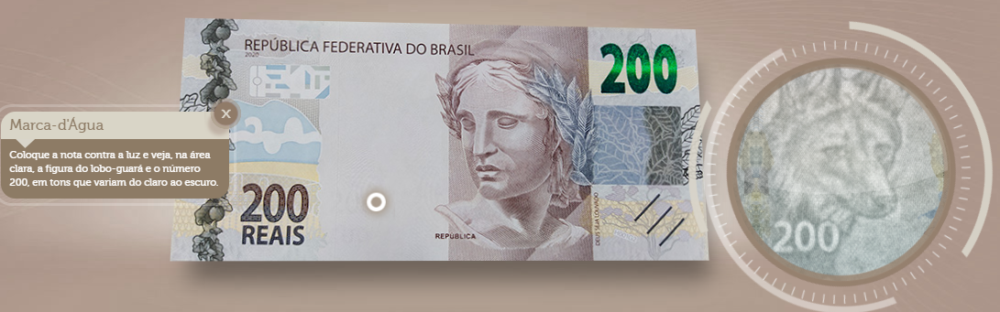 REPÚBLICA FEDERATIVA DO BRASIL
2020
200
Marca-d'Água
X
Coloque a nota contra a luz e veja, na área
clara, a figura do lobo-guará e o número
200, em tons que variam do claro ao escuro.
200
REAIS
REPÚBLICA
DEUS SEJA LOUVADO
200